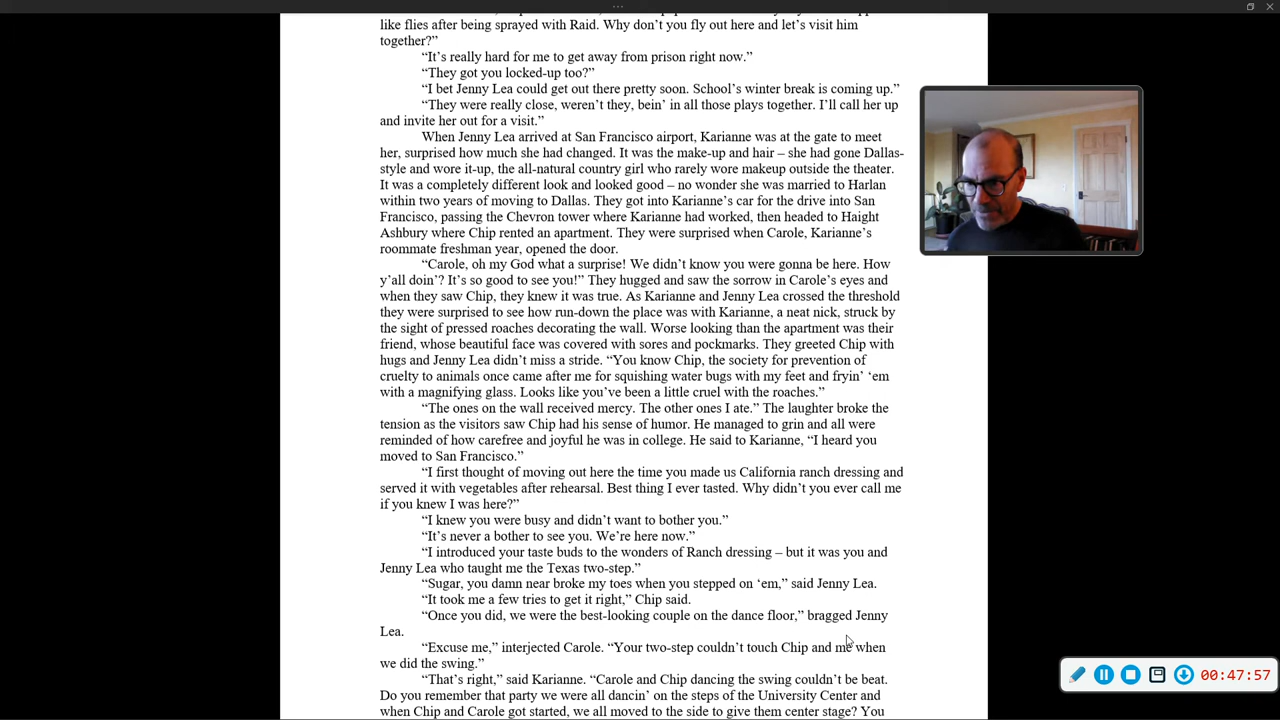 like flies after being sprayed with Raid. Why don’t you fly out here and let’s visit him
together?”
“It’s really hard for me to get away from prison right now.”
“They got you locked-up too?”
“I bet Jenny Lea could get out there pretty soon. School’s winter break is coming up.”
“They were really close, weren’t they, bein’ in all those plays together. I’ll call her up
and invite her out for a visit.”
When Jenny Lea arrived at San Francisco airport, Karianne was at the gate to meet
her, surprised how much she had changed. It was the make-up and hair – she had gone Dallas-
style and wore it-up, the all-natural country girl who rarely wore makeup outside the theater.
It was a completely different look and looked good – no wonder she was married to Harlan
within two years of moving to Dallas. They got into Karianne’s car for the drive into San
Francisco, passing the Chevron tower where Karianne had worked, then headed to Haight
Ashbury where Chip rented an apartment. They were surprised when Carole, Karianne’s
roommate freshman year, opened the door.
“Carole, oh my God what a surprise! We didn’t know you were gonna be here. How
y’all doin’? It’s so good to see you!” They hugged and saw the sorrow in Carole’s eyes and
when they saw Chip, they knew it was true. As Karianne and Jenny Lea crossed the threshold
they were surprised to see how run-down the place was with Karianne, a neat nick, struck by
the sight of pressed roaches decorating the wall. Worse looking than the apartment was their
friend, whose beautiful face was covered with sores and pockmarks. They greeted Chip with
hugs and Jenny Lea didn’t miss a stride. “You know Chip, the society for prevention of
cruelty to animals once came after me for squishing water bugs with my feet and fryin’ ‘em
with a magnifying glass. Looks like you’ve been a little cruel with the roaches.”
“The ones on the wall received mercy. The other ones I ate.” The laughter broke the
tension as the visitors saw Chip had his sense of humor. He managed to grin and all were
reminded of how carefree and joyful he was in college. He said to Karianne, “I heard you
moved to San Francisco.”
“I first thought of moving out here the time you made us California ranch dressing and
served it with vegetables after rehearsal. Best thing I ever tasted. Why didn’t you ever call me
if you knew I was here?”
“I knew you were busy and didn’t want to bother you.”
“It’s never a bother to see you. We’re here now.”
“I introduced your taste buds to the wonders of Ranch dressing – but it was you and
Jenny Lea who taught me the Texas two-step.”
“Sugar, you damn near broke my toes when you stepped on ‘em,” said Jenny Lea.
“It took me a few tries to get it right,” Chip said.
“Once you did, we were the best-looking couple on the dance floor,” bragged Jenny
Lea.
“Excuse me,” interjected Carole. “Your two-step couldn’t touch Chip and me when
we did the swing.”
“That’s right,” said Karianne. “Carole and Chip dancing the swing couldn’t be beat.
Do you remember that party we were all dancin’ on the steps of the University Center and
when Chip and Carole got started, we all moved to the side to give them center stage? You
00:47:57